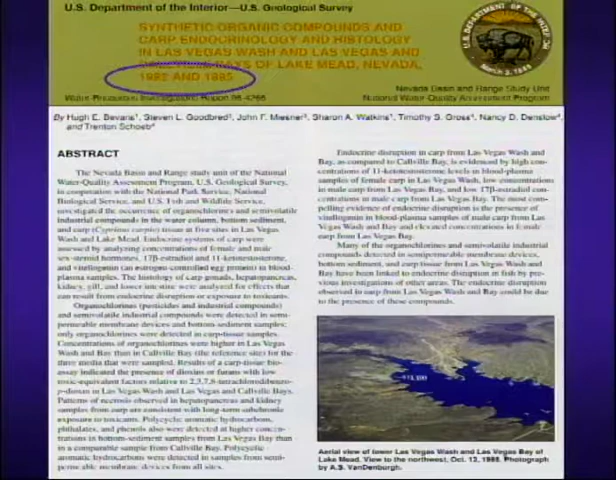 U.S. Department of the Interior—U.S. Geological Survey
SYNTHETIC ORGANIC COMPOUNDS AND
CARP ENDOCRINOLOGY AND HISTOLOGY
IN LAS VEGAS WASH AND LAS VEGAS AND
BAYS OF LAKE MEAD, NEVADA,
1992 AND 1995
Water-Resources Investigations Report 96-4266
Nevada Basin and Range Study Unit
National Water-Quality Assessment Program
U.S. DEPARTMENT OF THE INTERIOR
March 3, 1849
By Hugh E. Bevans¹, Steven L. Goodbred², John F. Miesner³, Sharon A. Watkins¹, Timothy S. Gross⁴, Nancy D. Denslow⁴,
and Trenton Schoeb⁴
ABSTRACT
The Nevada Basin and Range study unit of the National
Water-Quality Assessment Program, U.S. Geological Survey,
in cooperation with the National Park Service, National
Biological Service, and U.S. Fish and Wildlife Service,
investigated the occurrence of organochlorines and semivolatile
industrial compounds in the water column, bottom sediment,
and carp (Cyprinus carpio) tissue at five sites in Las Vegas
Wash and Lake Mead. Endocrine systems of carp were
assessed by analyzing concentrations of female and male
sex-steroid hormones, 17β-estradiol and 11-ketotestosterone,
and vitellogenin (an estrogen-controlled egg protein) in blood-
plasma samples. The histology of carp gonads, hepatopancreas,
kidney, gill, and lower intestine were analyzed for effects that
can result from endocrine disruption or exposure to toxicants.
Organochlorines (pesticides and industrial compounds)
and semivolatile industrial compounds were detected in semi-
permeable membrane devices and bottom-sediment samples;
only organochlorines were detected in carp-tissue samples.
Concentrations of organochlorines were higher in Las Vegas
Wash and Bay than in Callville Bay (the reference site) for the
three media that were sampled. Results of a carp-tissue bio-
assay indicated the presence of dioxins or furans with low
toxic-equivalent factors relative to 2,3,7,8-tetrachlorodibenzo-
p-dioxin in Las Vegas Wash and Las Vegas and Callville Bays.
Patterns of necrosis observed in hepatopancreas and kidney
samples from carp are consistent with long-term subchronic
exposure to toxicants. Polycyclic aromatic hydrocarbons,
phthalates, and phenols also were detected at higher concen-
trations in bottom-sediment samples from Las Vegas Bay than
in a comparable sample from Callville Bay. Polycyclic
aromatic hydrocarbons were detected in samples from semi-
permeable membrane devices from all sites.
Endocrine disruption in carp from Las Vegas Wash and
Bay, as compared to Callville Bay, is evidenced by high con-
centrations of 11-ketotestosterone levels in blood-plasma
samples of female carp in Las Vegas Wash, low concentrations
in male carp from Las Vegas Bay, and low 17β-estradiol con-
centrations in male carp from Las Vegas Wash. The most com-
pelling evidence of endocrine disruption is the presence of
vitellogenin in blood-plasma samples of male carp from Las
Vegas Wash and Bay and elevated concentrations in female
carp from Las Vegas Bay.
Many of the organochlorines and semivolatile industrial
compounds detected in semipermeable membrane devices,
bottom sediment, and carp tissue from Las Vegas Wash and
Bay have been linked to endocrine disruption in fish by pre-
vious investigations of other areas. The endocrine disruption
observed in carp from Las Vegas Wash and Bay could be due
to the presence of these compounds.
Aerial view of lower Las Vegas Wash and Las Vegas Bay of
Lake Mead. View to the northwest, Oct. 13, 1995. Photograph
by A.S. VanDenburgh.